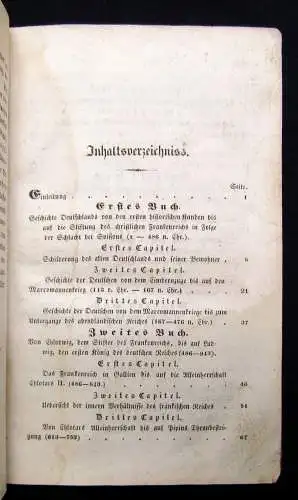 Inhaltsverzeichniss.
Seite.
Einleitung . . . . . . . . . 1
Erstes Buch.
Geschichte Deutschlands von den ersten historischen Kunden bis
auf die Stiftung des christlichen Frankenreichs in Folge
der Schlacht bei Soissons (x — 486 n. Chr.)
Erstes Capitel.
Schilderung des alten Deutschlands und seiner Bewohner . 6
Zweites Capitel.
Geschichte der Deutschen von dem Cimbernzuge bis auf den
Marcomannenkrieg (113 v. Chr. — 167 n. Chr.) . . . 21
Drittes Capitel.
Geschichte der Deutschen von dem Marcomannenkriege bis zum
Untergange des abendländischen Reiches (167—476 n. Chr.) . 37
Zweites Buch.
Von Chlodwig, dem Stifter des Frankenreichs, bis auf Lud-
wig, den ersten König des deutschen Reiches (486—843).
Erstes Capitel.
Das Frankenreich in Gallien bis auf die Alleinherrschaft
Chlotars II. (486—613) . . . . . . 46
Zweites Capitel.
Uebersicht der innern Verhältnisse des fränkischen Reiches . 54
Drittes Capitel.
Von Chlotars Alleinherrschaft bis auf Pipins Thronbestei-
gung (613—752) . . . . . . . 67